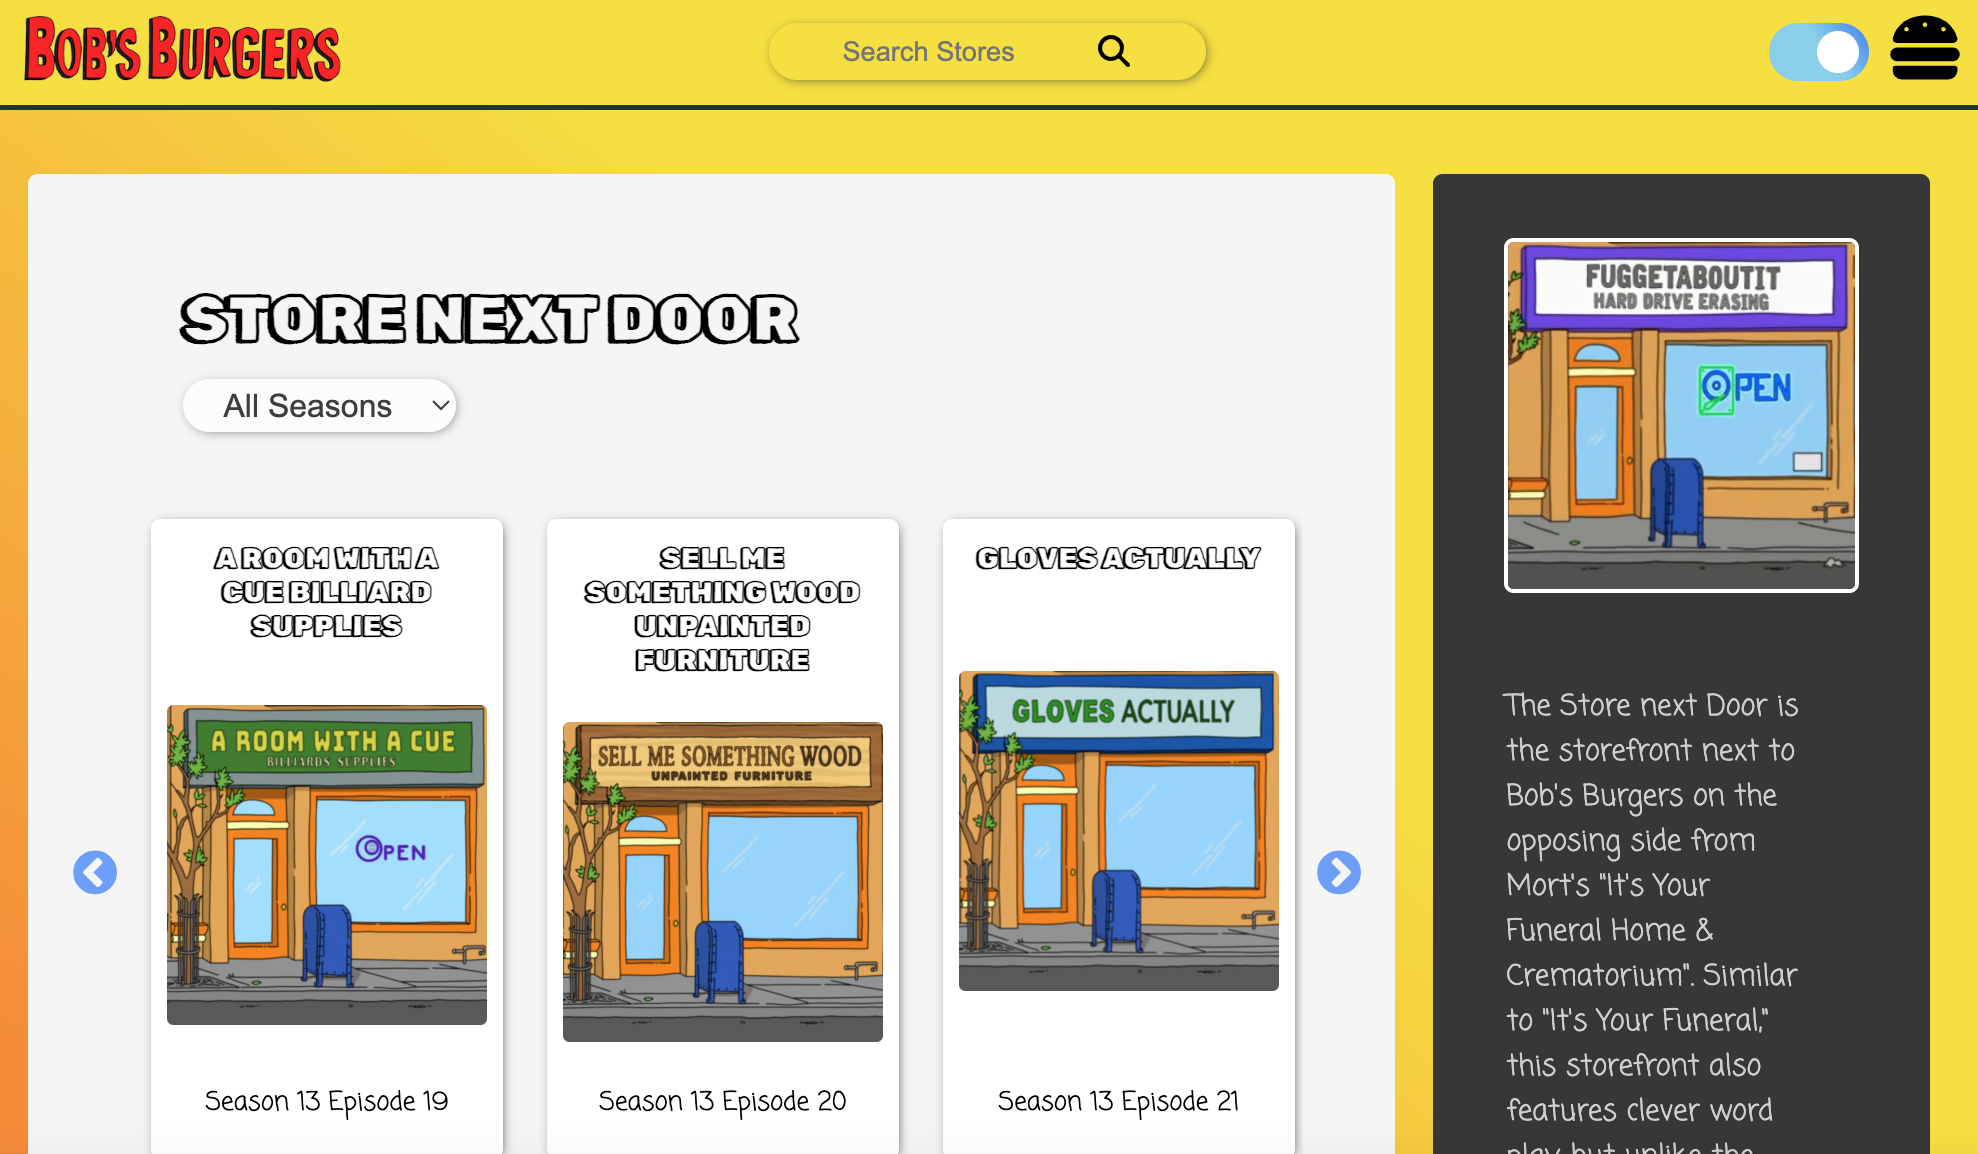 BOB'S BURGERS
Search Stores
STORE NEXT DOOR
All Seasons
A ROOM WITH A
CUE BILLIARD
SUPPLIES
A ROOM WITH A CUE
BILLIARDS SUPPLIES
OPEN
Season 13 Episode 19
SELL ME
SOMETHING WOOD
UNPAINTED
FURNITURE
SELL ME SOMETHING WOOD
UNPAINTED FURNITURE
Season 13 Episode 20
GLOVES ACTUALLY
GLOVES ACTUALLY
Season 13 Episode 21
FUGGETABOUTIT
HARD DRIVE ERASING
OPEN
The Store next Door is
the storefront next to
Bob's Burgers on the
opposing side from
Mort's "It's Your
Funeral Home &
Crematorium". Similar
to "It's Your Funeral,"
this storefront also
features clever word
play but unlike the